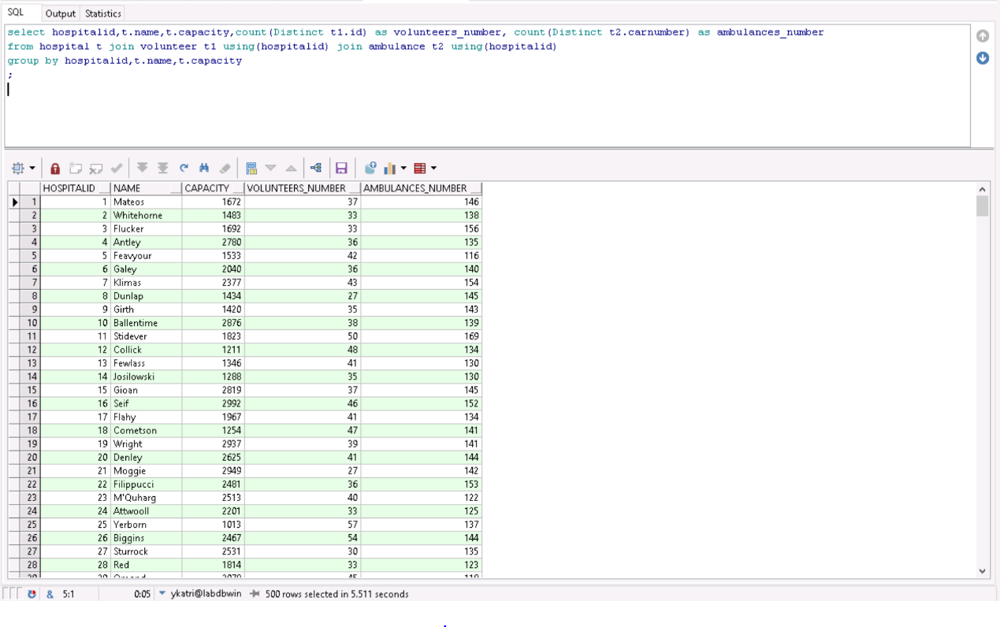 SQL Output Statistics
select hospitalid,t.name,t.capacity,count(Distinct t1.id) as volunteers_number, count(Distinct t2.carnumber) as ambulances_number
from hospital t join volunteer t1 using(hospitalid) join ambulance t2 using(hospitalid)
group by hospitalid,t.name,t.capacity
;
HOSPITALID NAME CAPACITY VOLUNTEERS_NUMBER AMBULANCES_NUMBER
1 1 Mateos 1672 37 146
2 2 Whitehorne 1483 33 138
3 3 Flucker 1692 33 156
4 4 Antley 2780 36 135
5 5 Feavyour 1533 42 116
6 6 Galey 2040 36 140
7 7 Klimas 2377 43 154
8 8 Dunlap 1434 27 145
9 9 Girth 1420 35 143
10 10 Ballentime 2876 38 139
11 11 Stidever 1823 50 169
12 12 Collick 1211 48 134
13 13 Fewlass 1346 41 130
14 14 Josilowski 1288 35 130
15 15 Gioan 2819 37 145
16 16 Seif 2992 46 152
17 17 Flahy 1967 41 134
18 18 Cometson 1254 47 141
19 19 Wright 2937 39 141
20 20 Denley 2625 41 144
21 21 Moggie 2949 27 142
22 22 Filippucci 2481 36 153
23 23 M'Quharg 2513 40 122
24 24 Attwooll 2201 33 125
25 25 Yerborn 1013 57 137
26 26 Biggins 2467 54 144
27 27 Sturrock 2531 30 135
28 28 Red 1814 33 123
& 5:1 0:05 ykatri@labdbwin 500 rows selected in 5.511 seconds